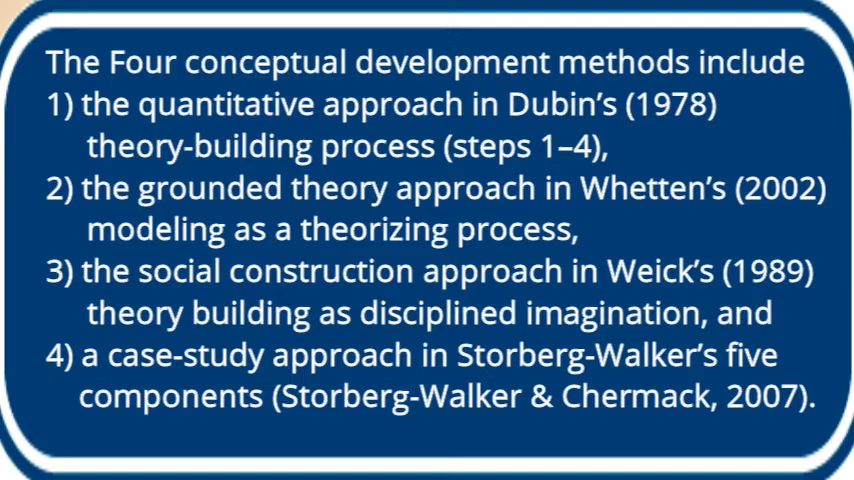 The Four conceptual development methods include
1) the quantitative approach in Dubin’s (1978)
theory-building process (steps 1–4),
2) the grounded theory approach in Whetten’s (2002)
modeling as a theorizing process,
3) the social construction approach in Weick’s (1989)
theory building as disciplined imagination, and
4) a case-study approach in Storberg-Walker’s five
components (Storberg-Walker & Chermack, 2007).